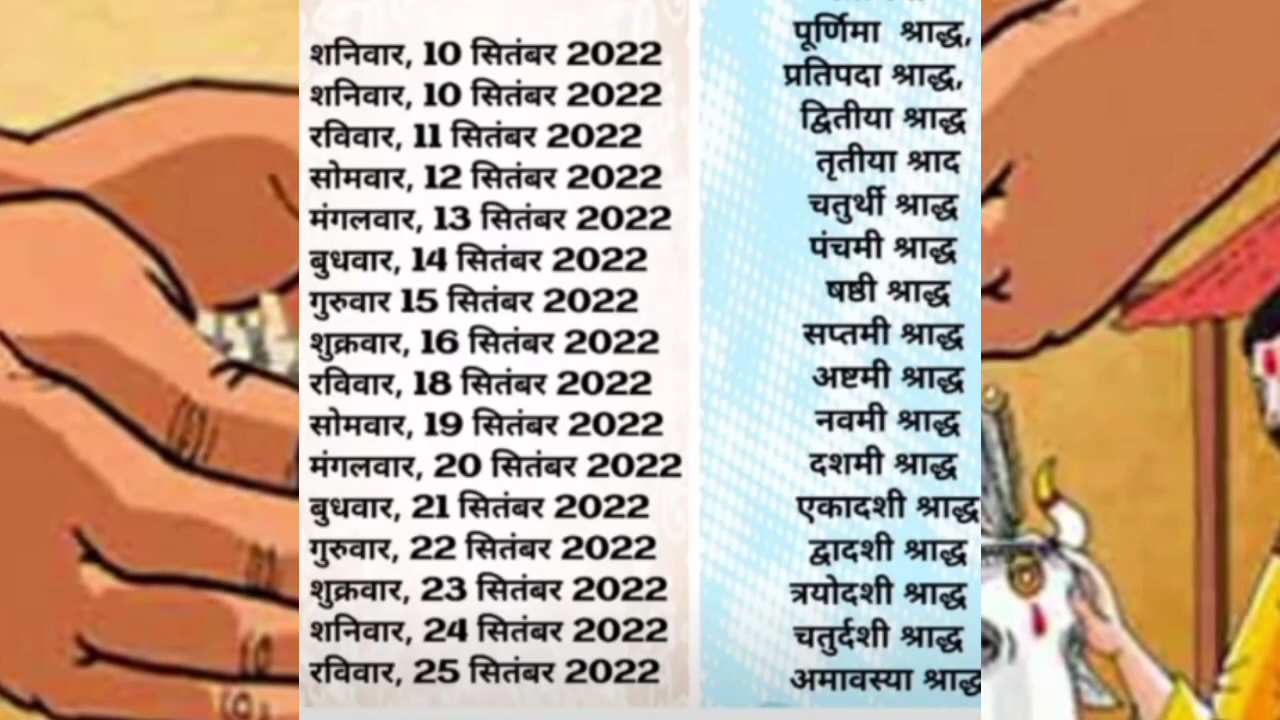 शनिवार, 10 सितंबर 2022
शनिवार, 10 सितंबर 2022
रविवार, 11 सितंबर 2022
सोमवार, 12 सितंबर 2022
मंगलवार, 13 सितंबर 2022
बुधवार, 14 सितंबर 2022
गुरुवार 15 सितंबर 2022
शुक्रवार, 16 सितंबर 2022
रविवार, 18 सितंबर 2022
सोमवार, 19 सितंबर 2022
मंगलवार, 20 सितंबर 2022
बुधवार, 21 सितंबर 2022
गुरुवार, 22 सितंबर 2022
शुक्रवार, 23 सितंबर 2022
शनिवार, 24 सितंबर 2022
रविवार, 25 सितंबर 2022
पूर्णिमा श्राद्ध,
प्रतिपदा श्राद्ध,
द्वितीया श्राद्ध
तृतीया श्राद
चतुर्थी श्राद्ध
पंचमी श्राद्ध
षष्ठी श्राद्ध
सप्तमी श्राद्ध
अष्टमी श्राद्ध
नवमी श्राद्ध
दशमी श्राद्ध
एकादशी श्राद्ध
द्वादशी श्राद्ध
त्रयोदशी श्राद्ध
चतुर्दशी श्राद्ध
अमावस्या श्राद्ध